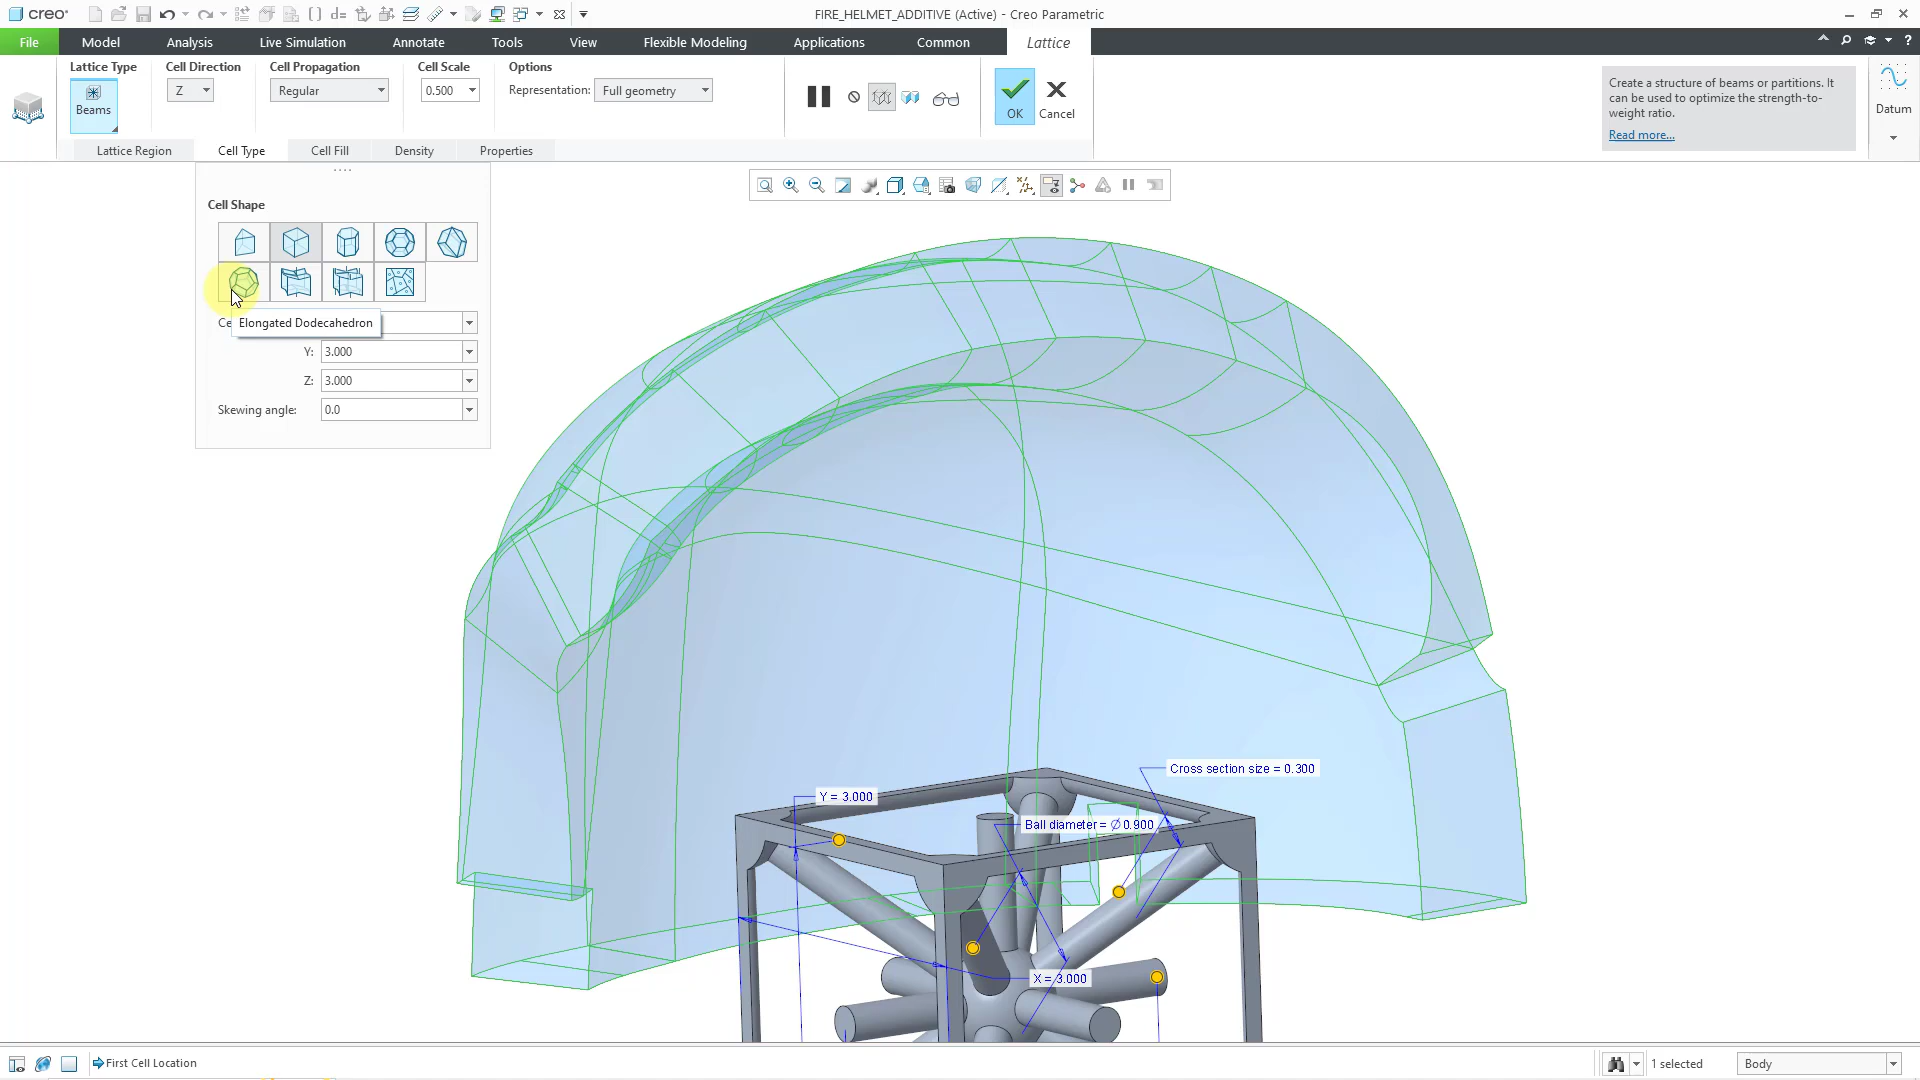 creo
FIRE_HELMET_ADDITIVE (Active) - Creo Parametric
File
Model
Analysis
Live Simulation
Annotate
Tools
View
Flexible Modeling
Applications
Common
Lattice
Lattice Type
Cell Direction
Cell Propagation
Cell Scale
Options
Beams
Z
Regular
0.500
Representation:
Full geometry
OK
Cancel
Create a structure of beams or partitions. It
can be used to optimize the strength-to-
weight ratio.
Read more...
Datum
Lattice Region
Cell Type
Cell Fill
Density
Properties
Cell Shape
Ce
Elongated Dodecahedron
Y:
3.000
Z:
3.000
Skewing angle:
0.0
Cross section size = 0.300
Y = 3.000
Ball diameter = Ø 0.900
X = 3.000
First Cell Location
1 selected
Body